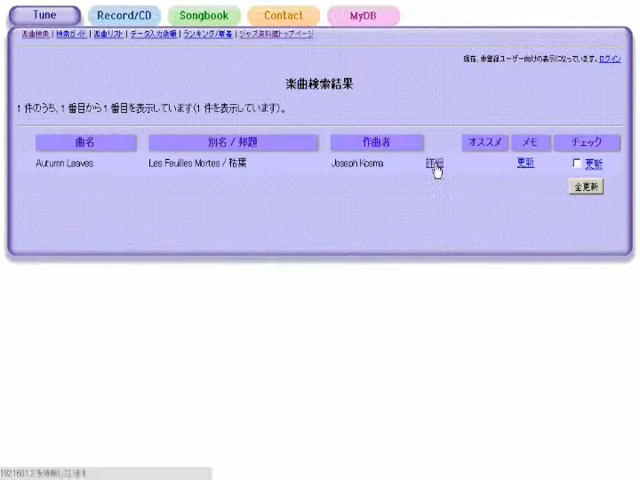 Tune Record/CD Songbook Contact MyDB
楽曲検索 | 検索ガイド | 楽曲リスト | データ入力依頼 | ランキング/新着 | ジャズ資料館トップページ
現在、未登録ユーザー向けの表示になっています。ログイン
楽曲検索結果
1 件のうち、1 番目から 1 番目を表示しています(1 件を表示しています)。
曲名 別名 / 邦題 作曲者 オススメ メモ チェック
Autumn Leaves Les Feuilles Mortes / 枯葉 Joseph Kosma 詳細 更新 更新
全更新